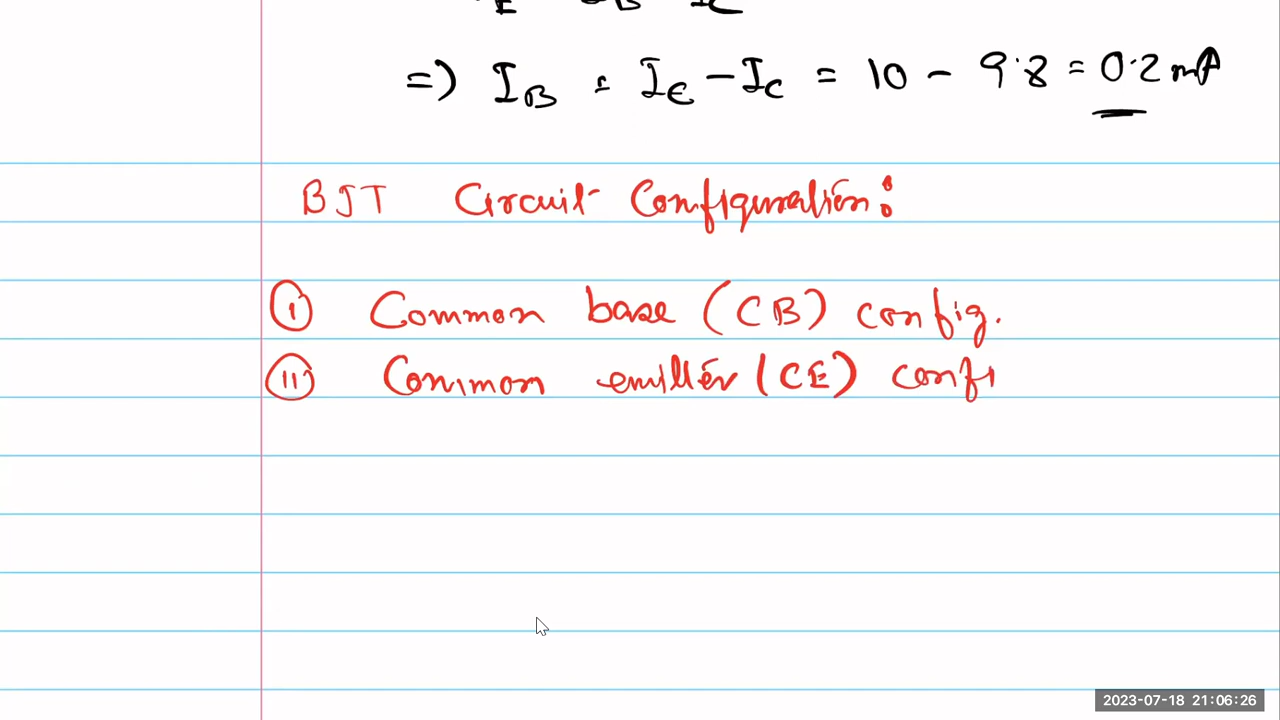 =) I_B = I_E - I_C = 10 - 9.8 = 0.2 mA
BJT Circuit Configuration:
(i) Common base (CB) config.
(ii) Common emitter (CE) confi
2023-07-18 21:06:26